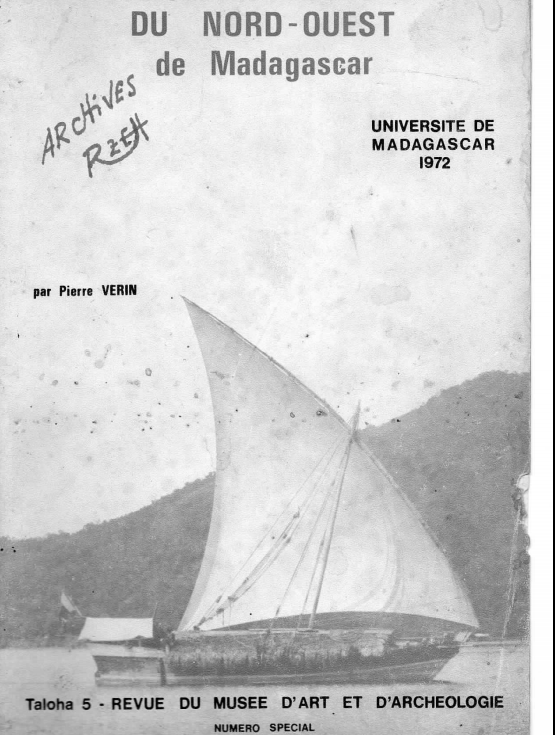 DU NORD-OUEST
de Madagascar
ARCHIVES
UNIVERSITE DE
MADAGASCAR
1972
par Pierre VERIN
Taloha 5 - REVUE DU MUSEE D'ART ET D'ARCHEOLOGIE
NUMERO SPECIAL